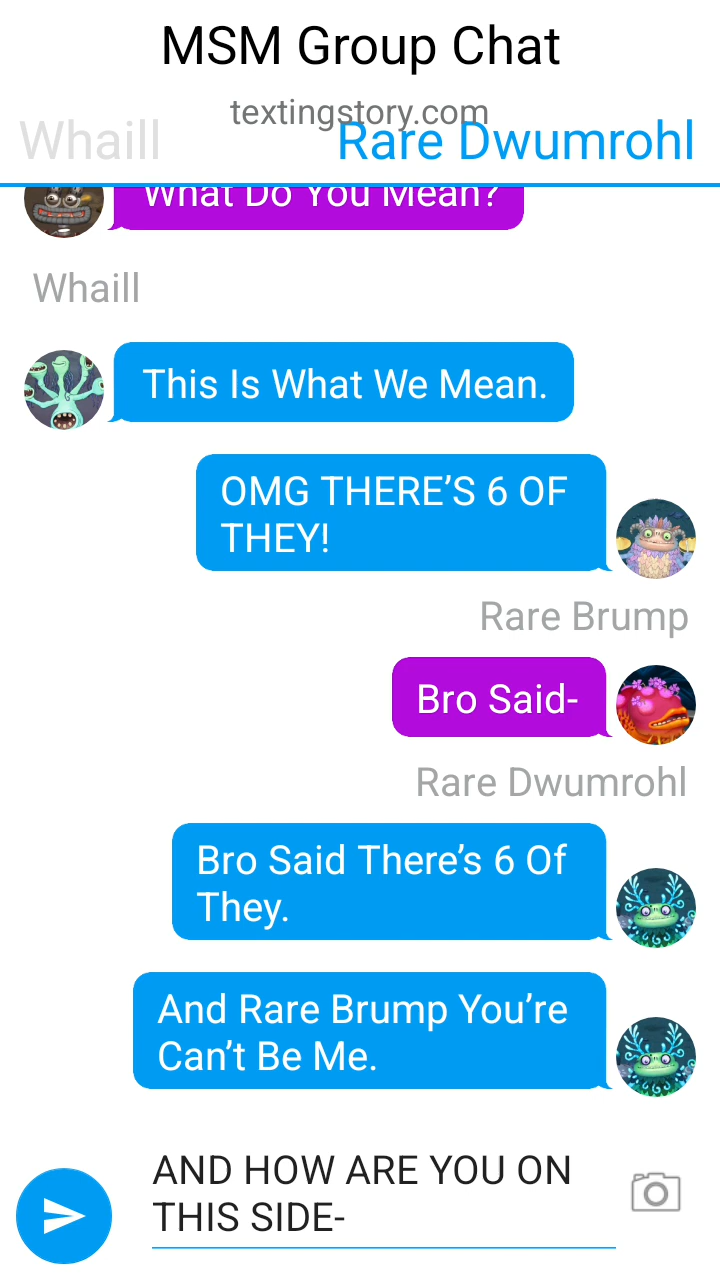 MSM Group Chat
textingstory.com
Whaill
Rare Dwumrohl
What Do You Mean?
Whaill
This Is What We Mean.
OMG THERE’S 6 OF
THEY!
Rare Brump
Bro Said-
Rare Dwumrohl
Bro Said There’s 6 Of
They.
And Rare Brump You’re
Can’t Be Me.
AND HOW ARE YOU ON
THIS SIDE-